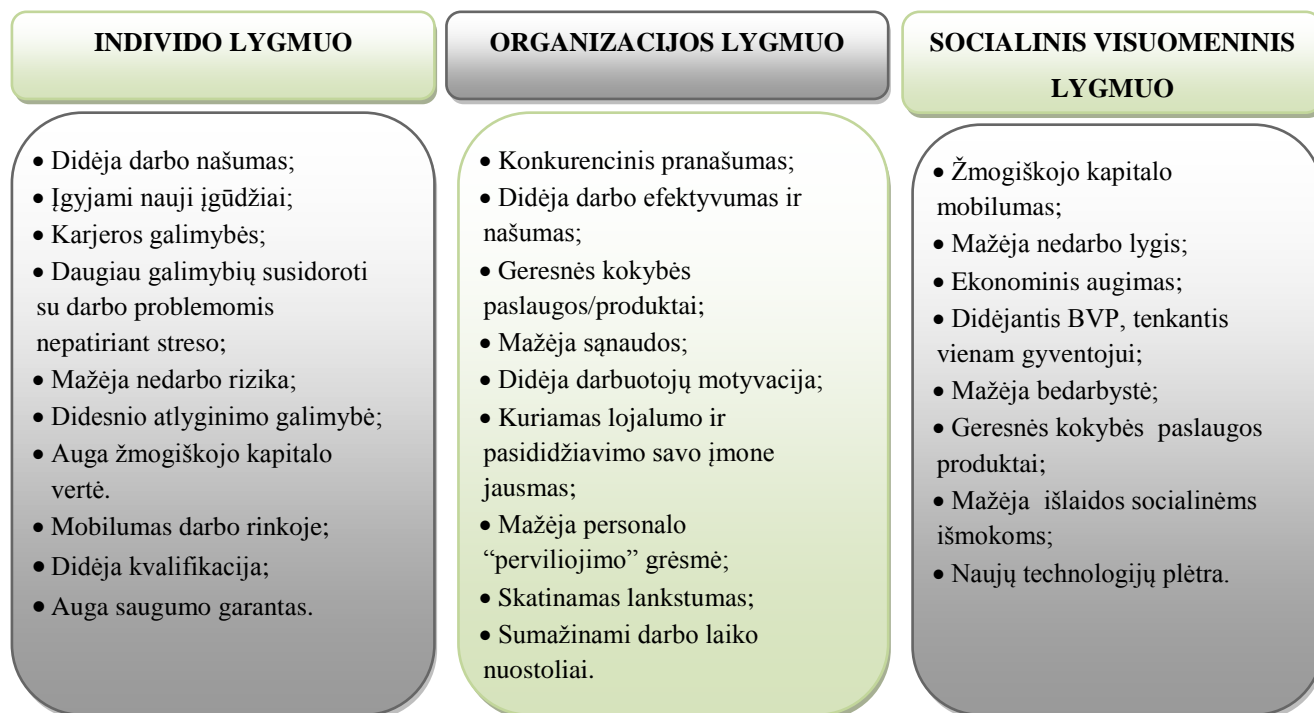 INDIVIDO LYGMUO
• Didėja darbo našumas;
• Įgyjami nauji įgūdžiai;
• Karjeros galimybės;
• Daugiau galimybių susidoroti
su darbo problemomis
nepatiriant streso;
• Mažėja nedarbo rizika;
• Didesnio atlyginimo galimybė;
• Auga žmogiškojo kapitalo
vertė.
• Mobilumas darbo rinkoje;
• Didėja kvalifikacija;
• Auga saugumo garantas.
ORGANIZACIJOS LYGMUO
• Konkurencinis pranašumas;
• Didėja darbo efektyvumas ir
našumas;
• Geresnės kokybės
paslaugos/produktai;
• Mažėja sąnaudos;
• Didėja darbuotojų motyvacija;
• Kuriamas lojalumo ir
pasididžiavimo savo įmone
jausmas;
• Mažėja personalo
“perviliojimo” grėsmė;
• Skatinamas lankstumas;
• Sumažinami darbo laiko
nuostoliai.
SOCIALINIS VISUOMENINIS
LYGMUO
• Žmogiškojo kapitalo
mobilumas;
• Mažėja nedarbo lygis;
• Ekonominis augimas;
• Didėjantis BVP, tenkantis
vienam gyventojui;
• Mažėja bedarbystė;
• Geresnės kokybės  paslaugos
produktai;
• Mažėja  išlaidos socialinėms
išmokoms;
• Naujų technologijų plėtra.